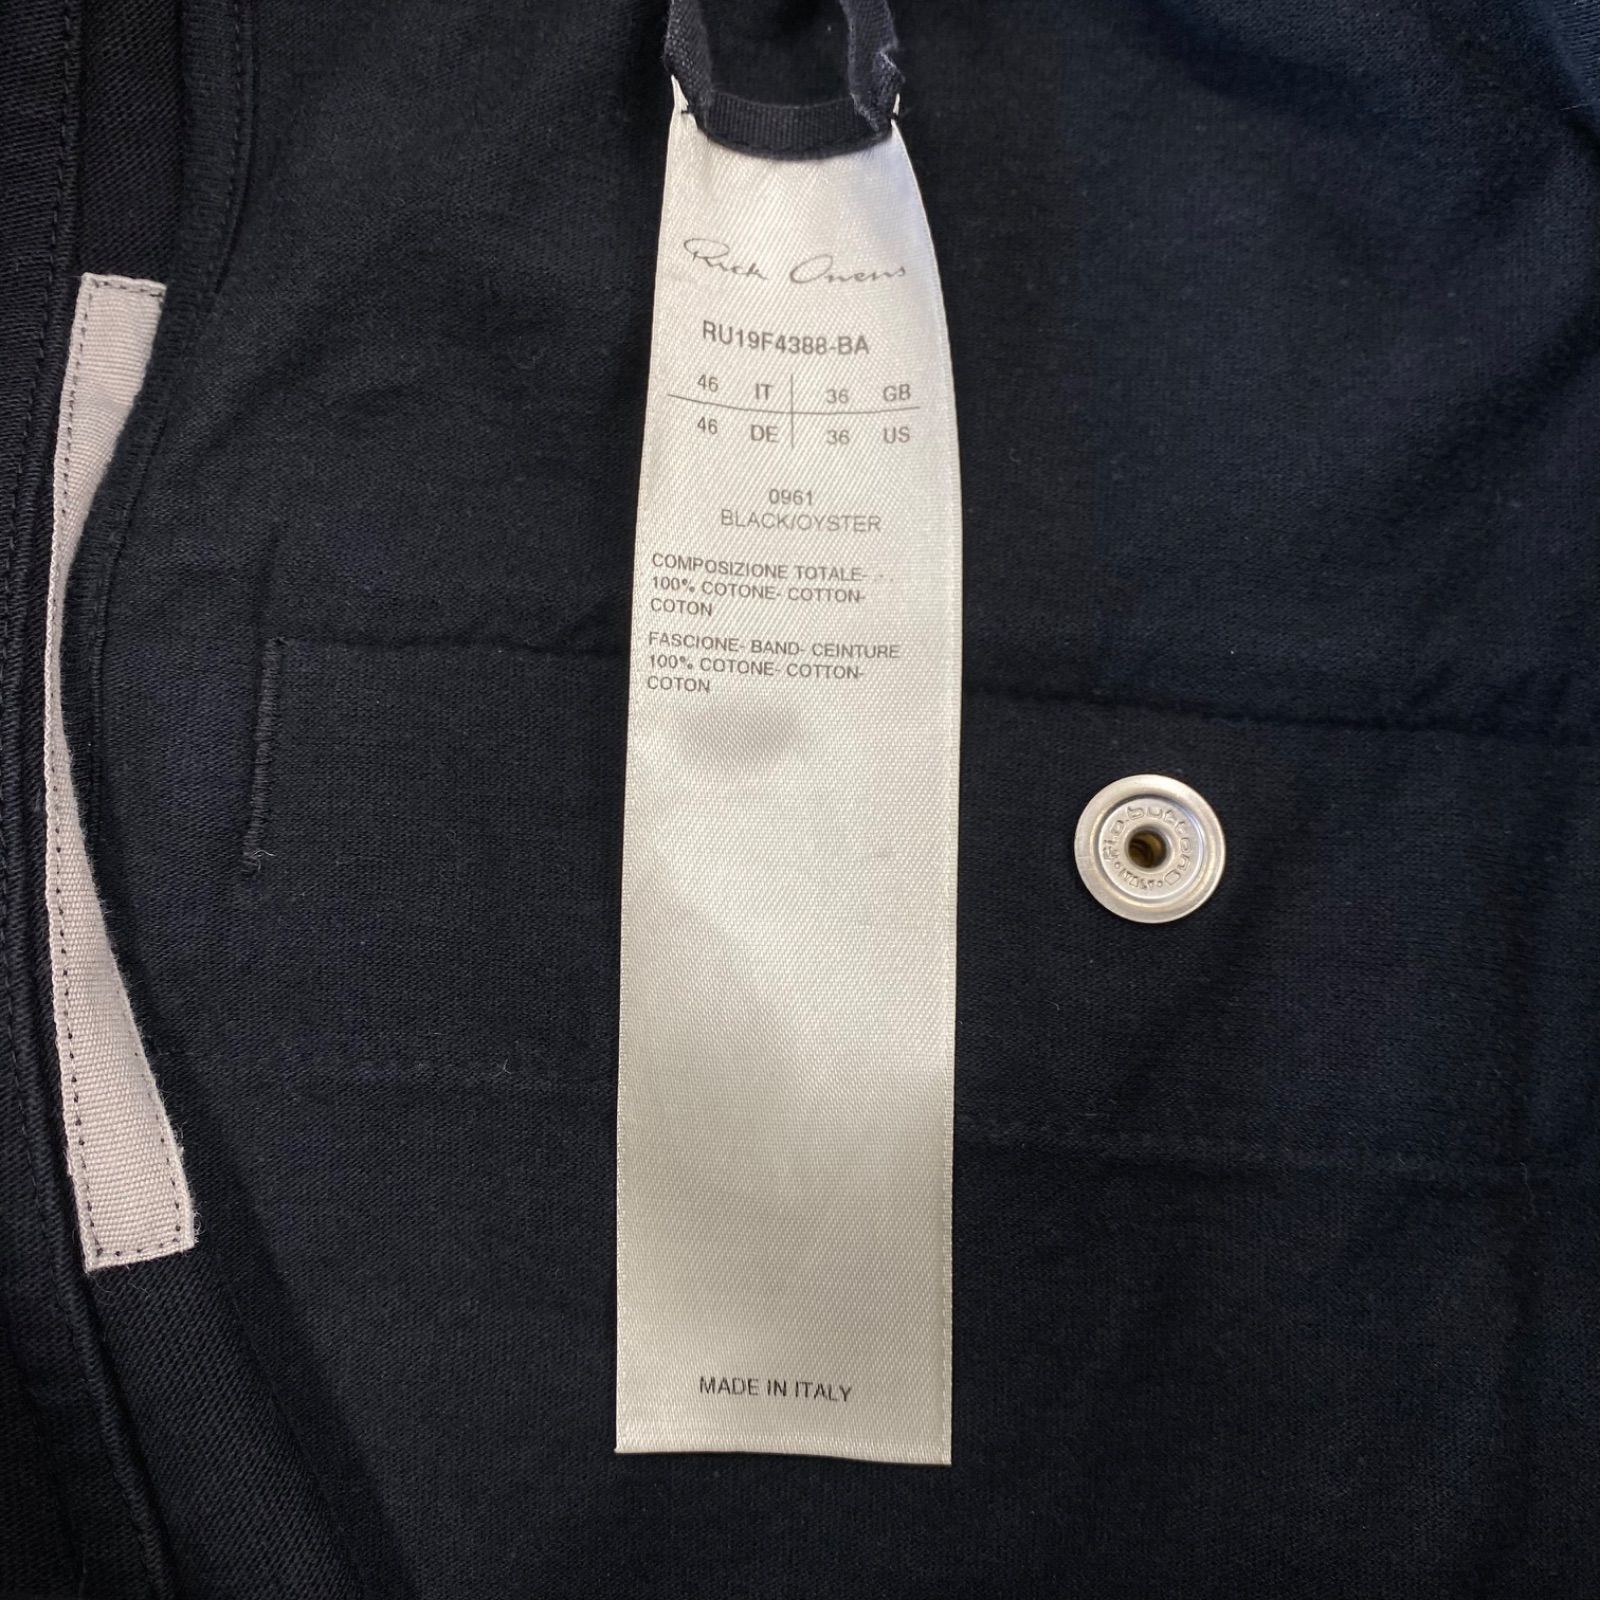 Rick Owens
RU19F4388-BA
46 IT 36 GB
46 DE 36 US
0961
BLACK/OYSTER
COMPOSIZIONE TOTALE- . .
100% COTONE- COTTON-
COTON
FASCIONE- BAND- CEINTURE
100% COTONE- COTTON-
COTON
MADE IN ITALY